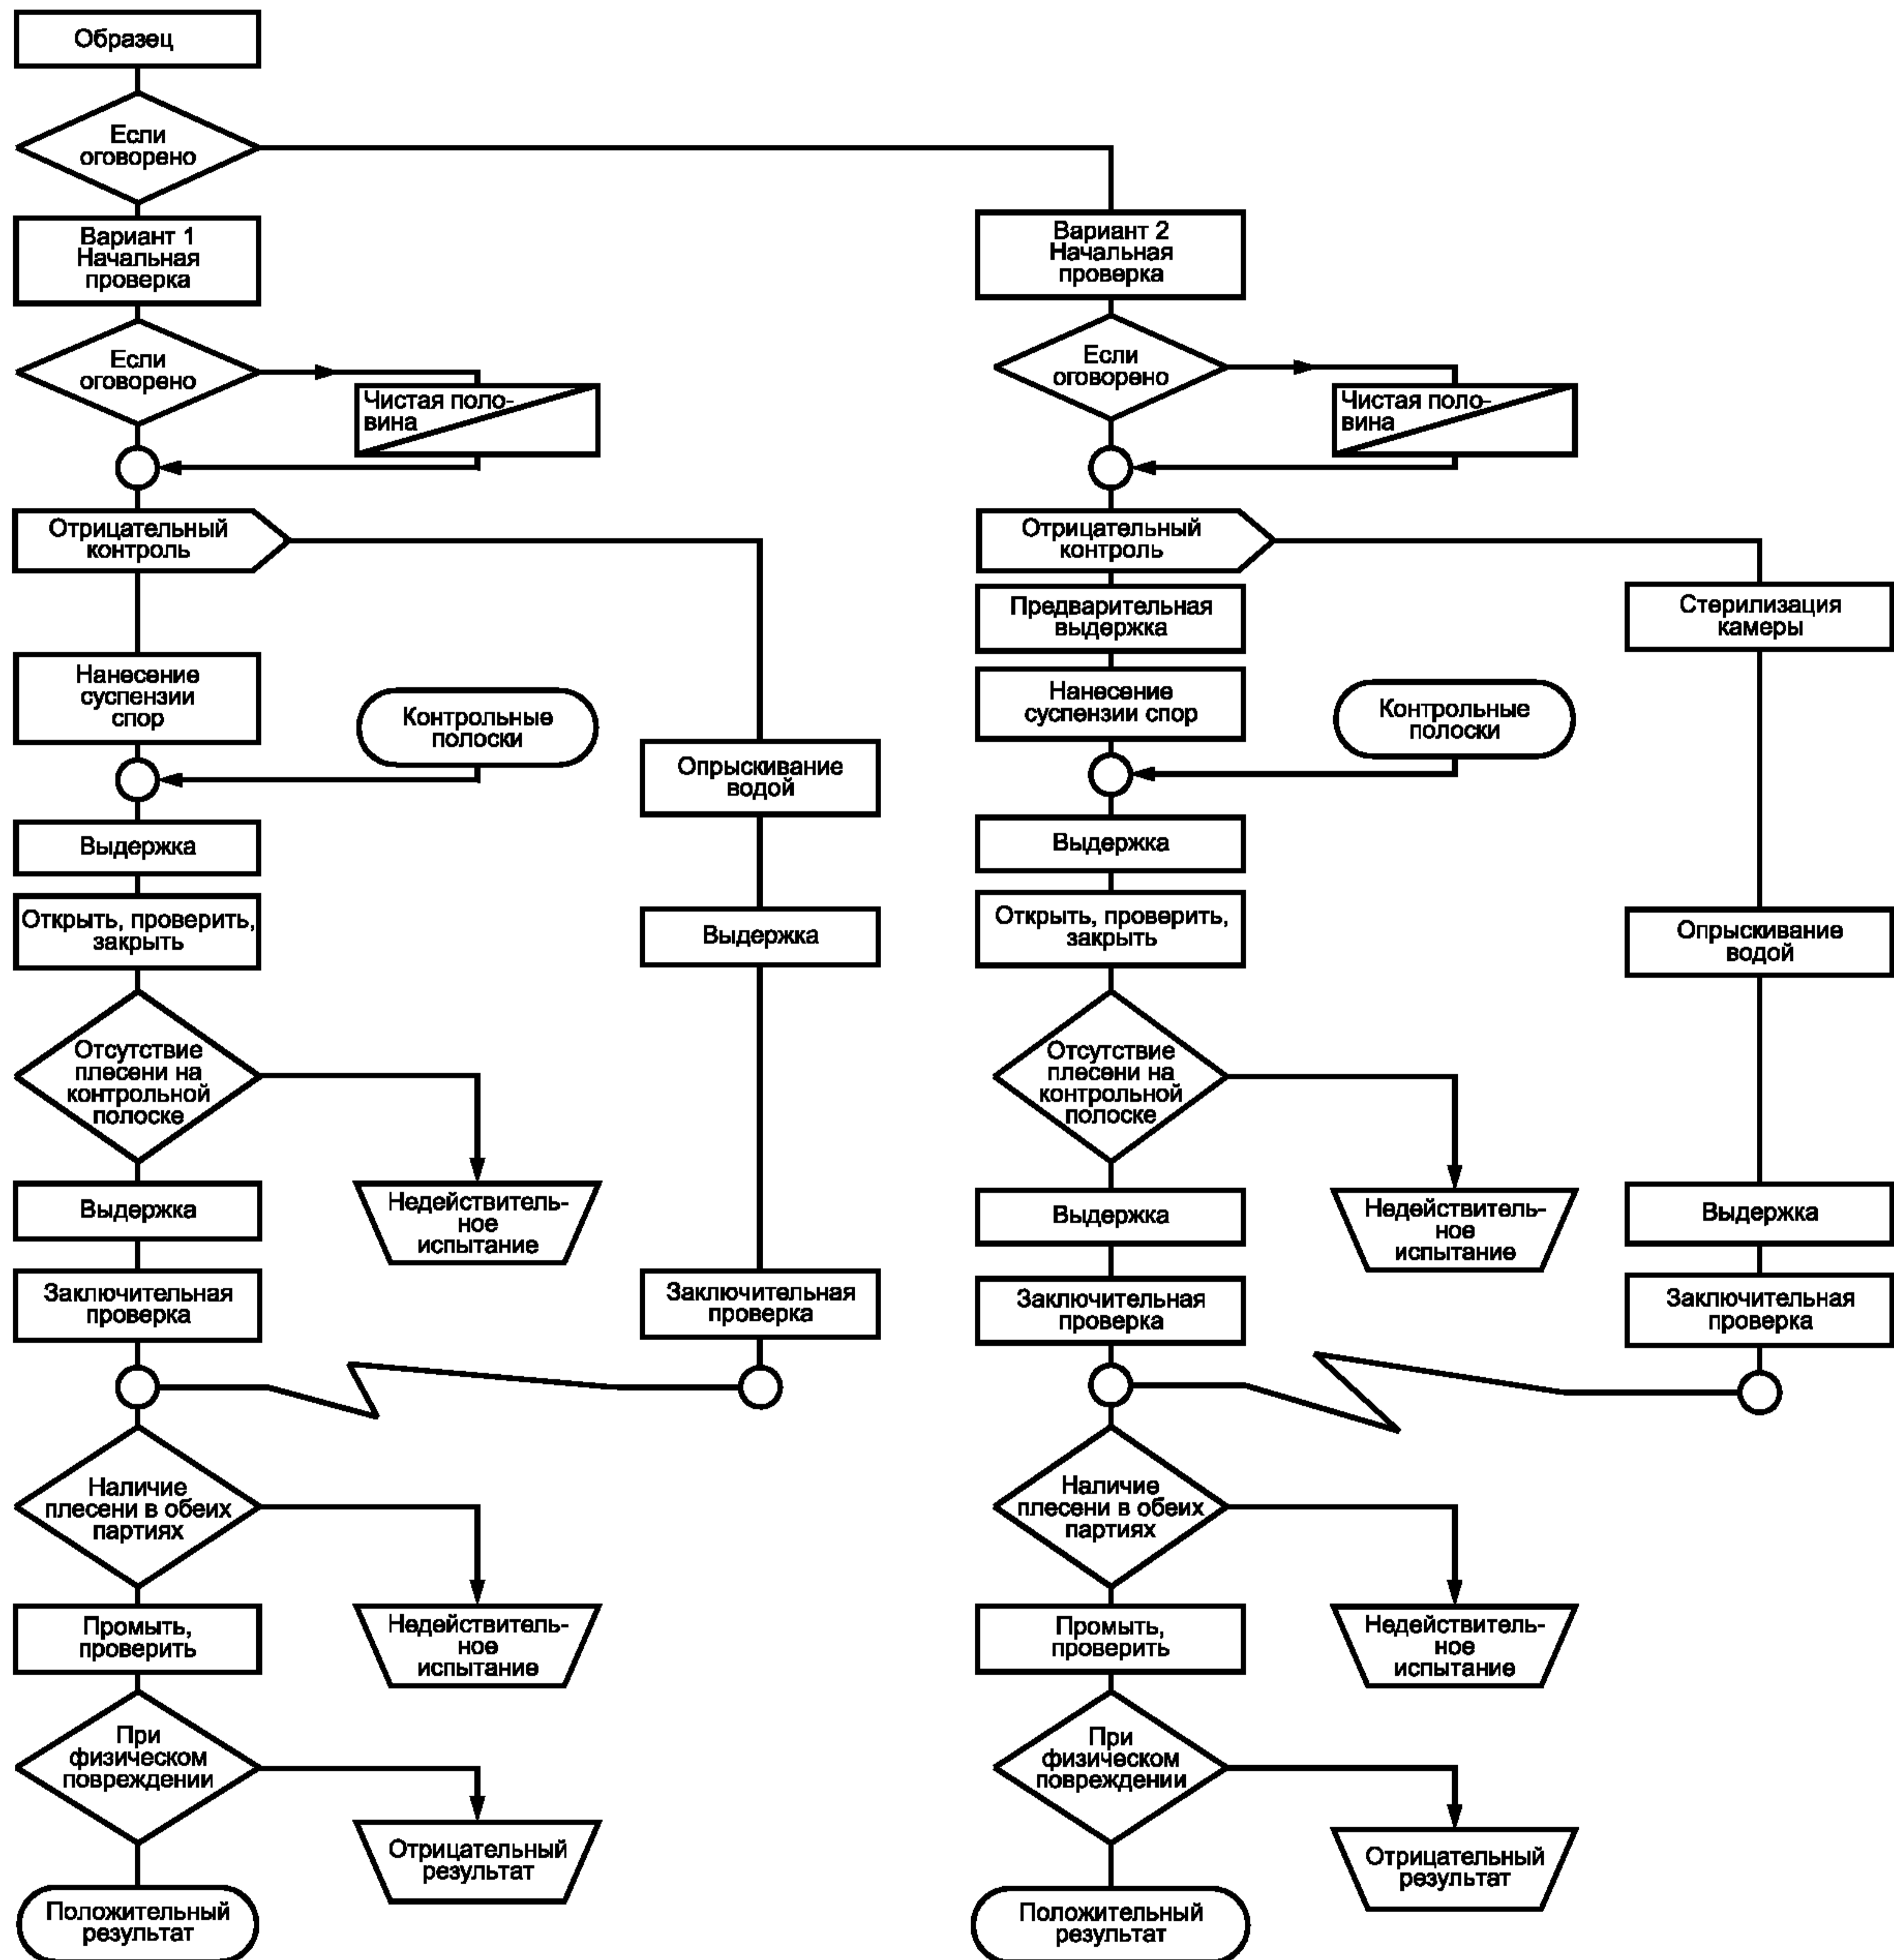 Образец
Если
оговорено
Вариант 1
Начальная
проверка
Если
оговорено
Чистая поло-
вина
Отрицательный
контроль
Нанесение
суспензии
спор
Контрольные
полоски
Опрыскивание
водой
Выдержка
Открыть, проверить,
закрыть
Выдержка
Отсутствие
плесени на
контрольной
полоске
Выдержка
Недействитель-
ное
испытание
Заключительная
проверка
Заключительная
проверка
Наличие
плесени в обеих
партиях
Промыть,
проверить
Недействитель-
ное
испытание
При
физическом
повреждении
Отрицательный
результат
Положительный
результат
Вариант 2
Начальная
проверка
Если
оговорено
Чистая поло-
вина
Отрицательный
контроль
Предварительная
выдержка
Стерилизация
камеры
Нанесение
суспензии спор
Контрольные
полоски
Выдержка
Открыть, проверить,
закрыть
Опрыскивание
водой
Отсутствие
плесени на
контрольной
полоске
Выдержка
Недействитель-
ное
испытание
Выдержка
Заключительная
проверка
Заключительная
проверка
Наличие
плесени в обеих
партиях
Промыть,
проверить
Недействитель-
ное
испытание
При
физическом
повреждении
Отрицательный
результат
Положительный
результат